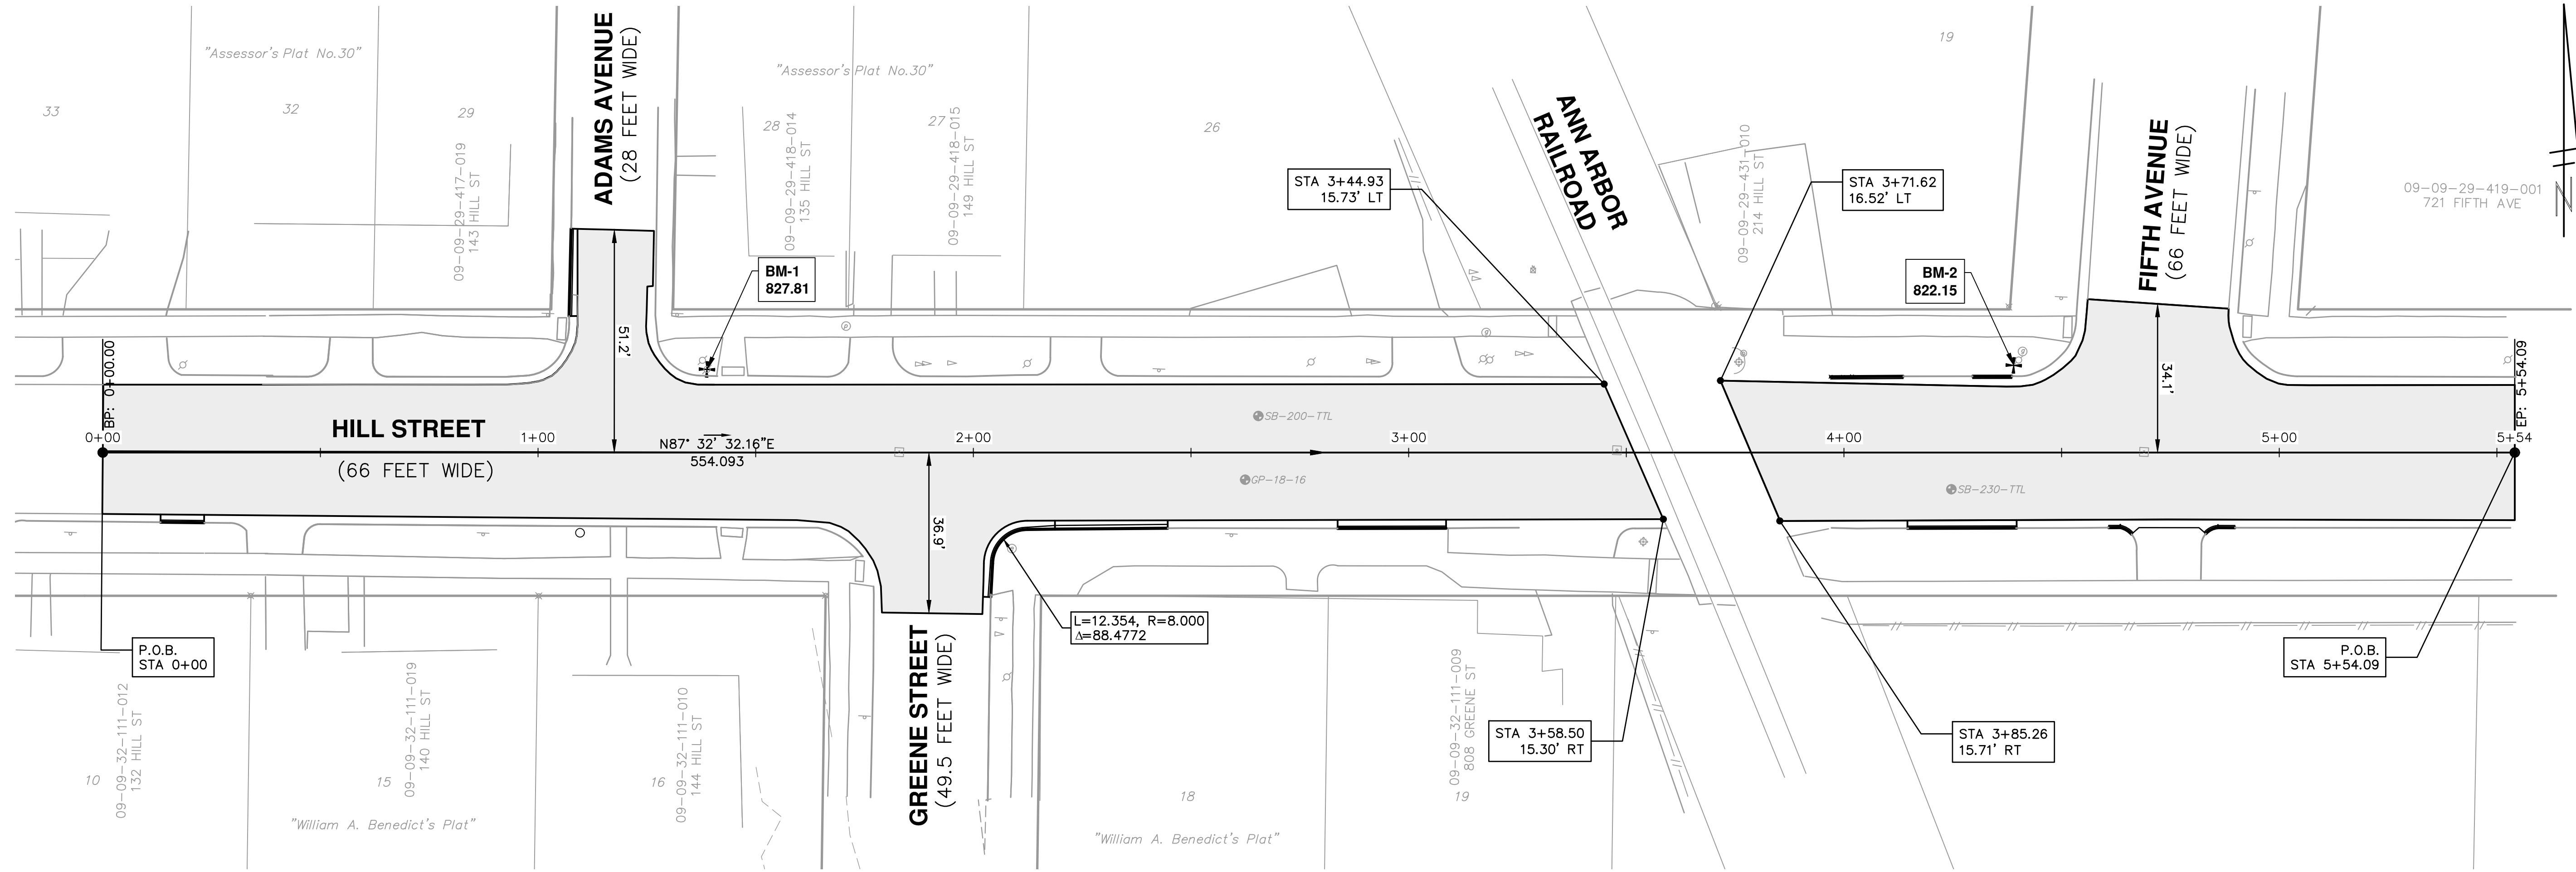 "Assessor's Plat No.30"
33
32
29
09-09-29-417-019
143 HILL ST
ADAMS AVENUE
(28 FEET WIDE)
"Assessor's Plat No.30"
28
09-09-29-418-014
135 HILL ST
27
09-09-29-418-015
149 HILL ST
26
ANN ARBOR
RAILROAD
09-09-29-431-010
214 HILL ST
19
FIFTH AVENUE
(66 FEET WIDE)
09-09-29-419-001
721 FIFTH AVE
N
STA 3+44.93
15.73' LT
STA 3+71.62
16.52' LT
BM-1
827.81
BM-2
822.15
51.2'
34.1'
BP: 0+00.00
EP: 5+54.09
HILL STREET
(66 FEET WIDE)
0+00
1+00
N87° 32' 32.16"E
554.093
2+00
3+00
4+00
5+00
5+54
SB-200-TTL
GP-18-16
SB-230-TTL
36.9'
P.O.B.
STA 0+00
L=12.354, R=8.000
Δ=88.4772
GREENE STREET
(49.5 FEET WIDE)
STA 3+58.50
15.30' RT
STA 3+85.26
15.71' RT
P.O.B.
STA 5+54.09
10
09-09-32-111-012
132 HILL ST
15
09-09-32-111-019
140 HILL ST
16
09-09-32-111-010
144 HILL ST
"William A. Benedict's Plat"
18
"William A. Benedict's Plat"
09-09-32-111-009
808 GREENE ST
19